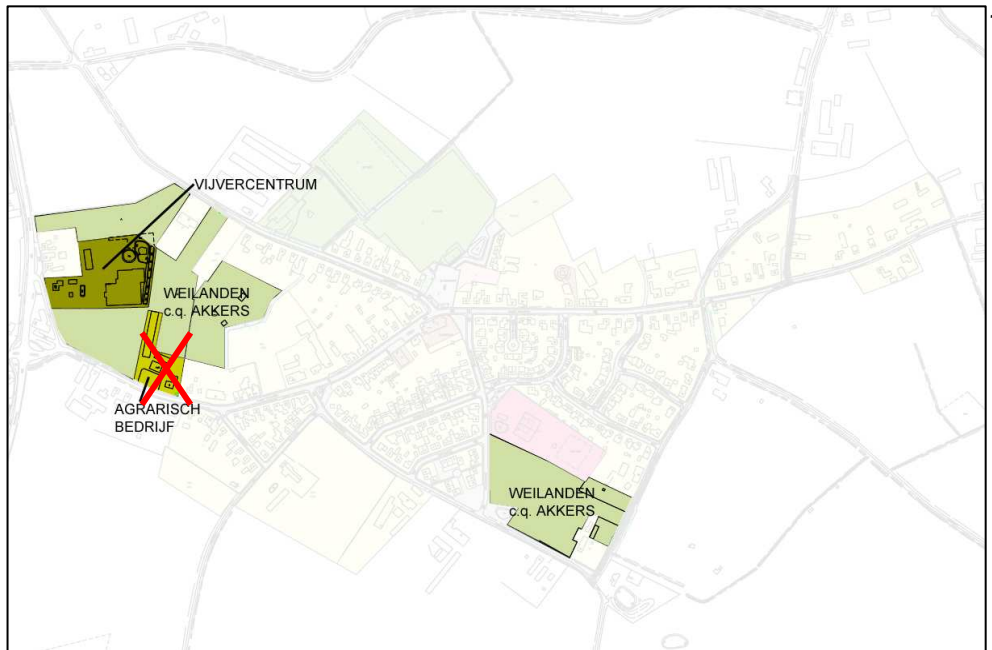 VIJVERCENTRUM
WEILANDEN
c.q. AKKERS
AGRARISCH
BEDRIJF
WEILANDEN
c.q. AKKERS